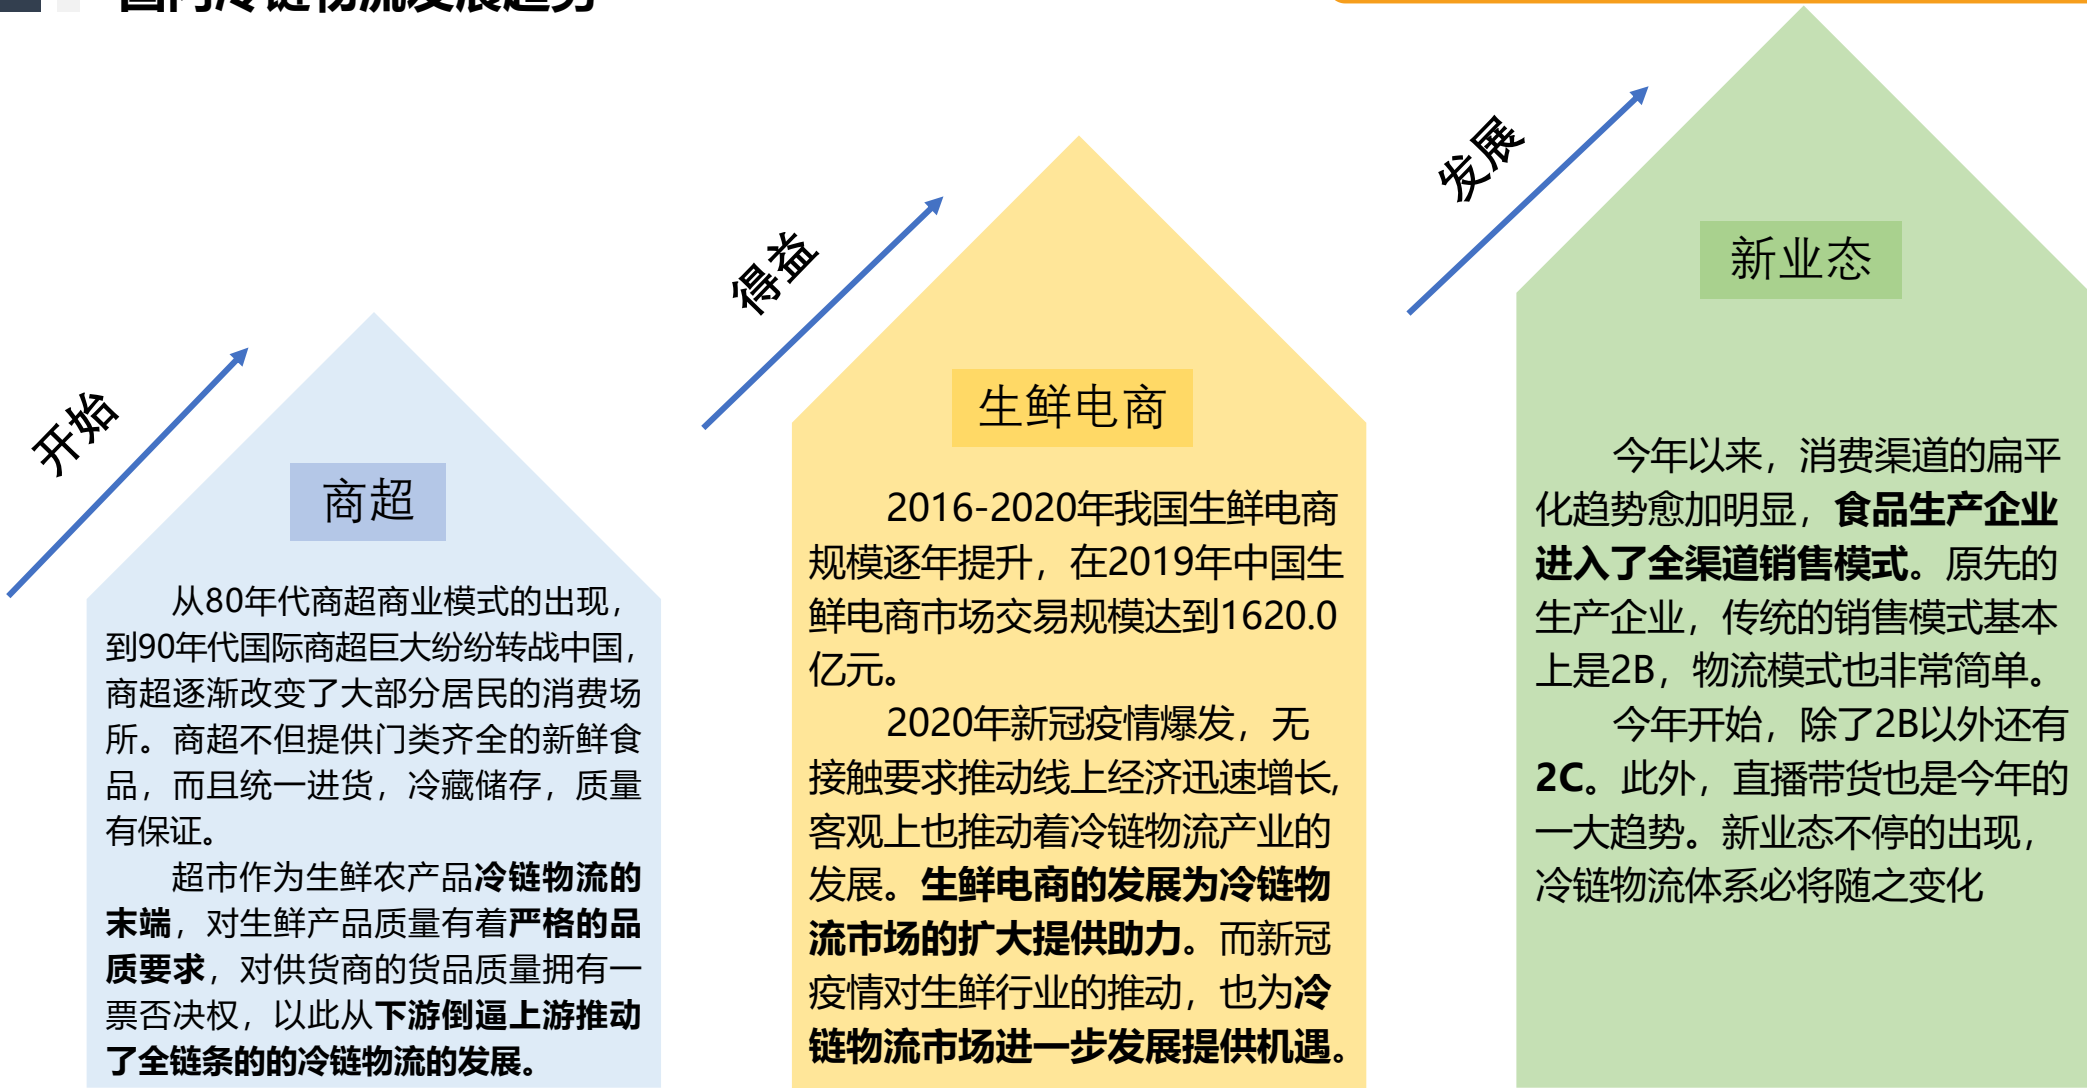 国内冷链物流发展趋势
开始
商超
从80年代商超商业模式的出现，
到90年代国际商超巨大纷纷转战中国，
商超逐渐改变了大部分居民的消费场
所。商超不但提供门类齐全的新鲜食
品，而且统一进货，冷藏储存，质量
有保证。
超市作为生鲜农产品冷链物流的
末端，对生鲜产品质量有着严格的品
质要求，对供货商的货品质量拥有一
票否决权，以此从下游倒逼上游推动
了全链条的的冷链物流的发展。
得益
生鲜电商
2016-2020年我国生鲜电商
规模逐年提升，在2019年中国生
鲜电商市场交易规模达到1620.0
亿元。
2020年新冠疫情爆发，无
接触要求推动线上经济迅速增长，
客观上也推动着冷链物流产业的
发展。生鲜电商的发展为冷链物
流市场的扩大提供助力。而新冠
疫情对生鲜行业的推动，也为冷
链物流市场进一步发展提供机遇。
发展
新业态
今年以来，消费渠道的扁平
化趋势愈加明显，食品生产企业
进入了全渠道销售模式。原先的
生产企业，传统的销售模式基本
上是2B，物流模式也非常简单。
今年开始，除了2B以外还有
2C。此外，直播带货也是今年的
一大趋势。新业态不停的出现，
冷链物流体系必将随之变化